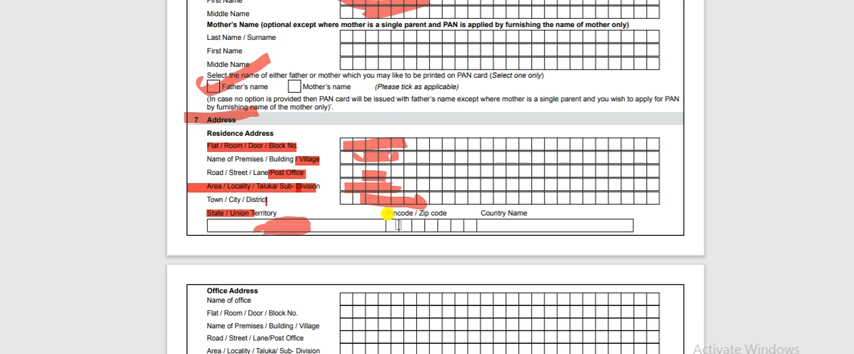 First Name
Middle Name
Mother's Name (optional except where mother is a single parent and PAN is applied by furnishing the name of mother only)
Last Name / Surname
First Name
Middle Name
Select the name of either father or mother which you may like to be printed on PAN card (Select one only)
Father's name Mother's name (Please tick as applicable)
(In case no option is provided then PAN card will be issued with father's name except where mother is a single parent and you wish to apply for PAN
by furnishing name of the mother only)'.
7 Address
Residence Address
Flat / Room / Door / Block No.
Name of Premises / Building / Village
Road / Street / Lane/Post Office
Area / Locality / Taluka/ Sub- Division
Town / City / District
State / Union Territory Pincode / Zip code Country Name
Office Address
Name of office
Flat / Room / Door / Block No.
Name of Premises / Building / Village
Road / Street / Lane/Post Office
Area / Locality / Taluka/ Sub- Division
Activate Windows